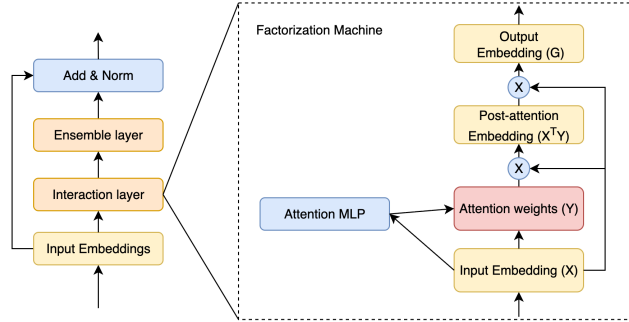 Add & Norm
Ensemble layer
Interaction layer
Input Embeddings
Factorization Machine
Output
Embedding (G)
X
Post-attention
Embedding (XᵀY)
X
Attention MLP
Attention weights (Y)
Input Embedding (X)